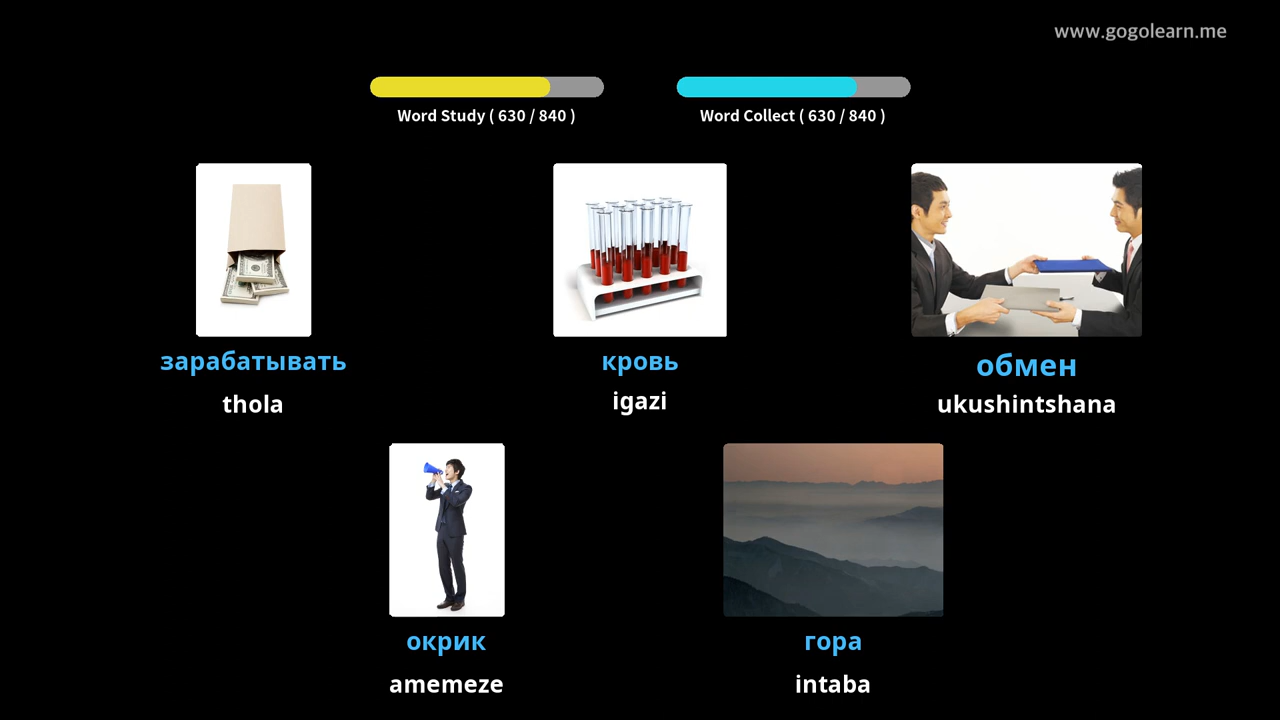 www.gogolearn.me
Word Study ( 630 / 840 )
Word Collect ( 630 / 840 )
зарабатывать
thola
кровь
igazi
обмен
ukushintshana
окрик
amemeze
гора
intaba